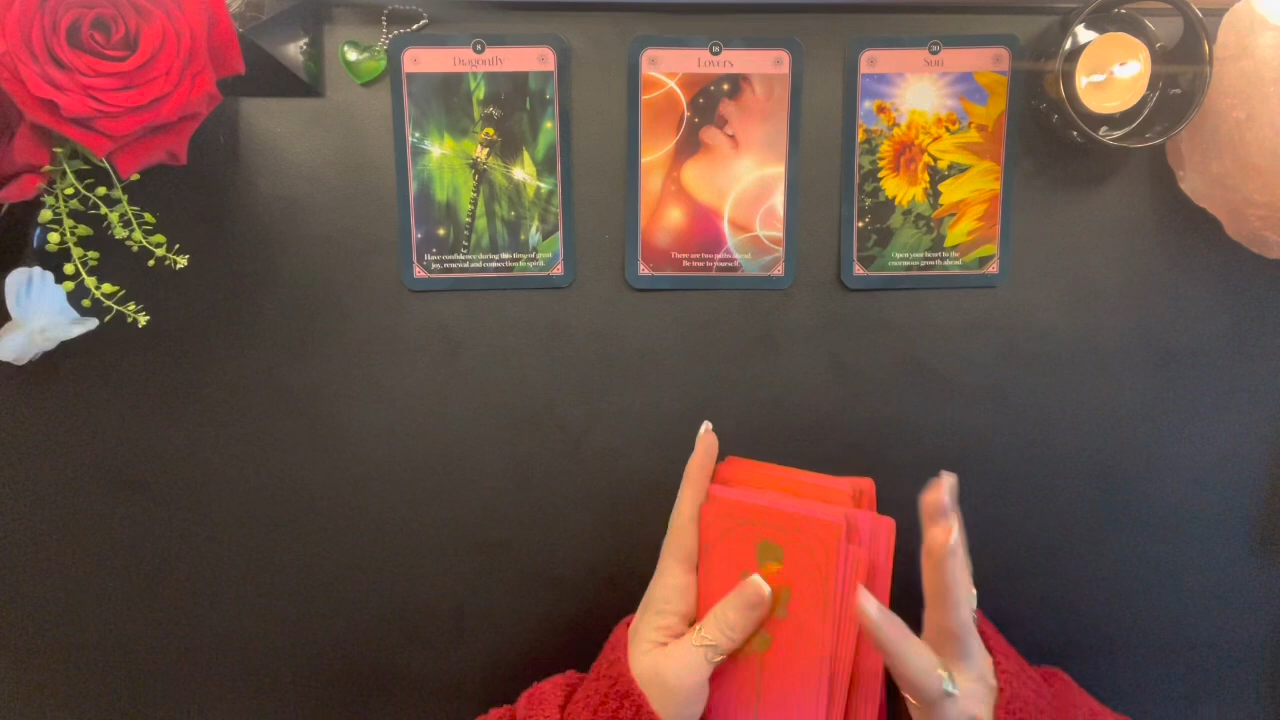 8
Dragonfly
Have confidence during this time of great
joy, renewal and connection to spirit.
18
Lovers
There are two paths ahead.
Be true to yourself.
39
Sun
Open your heart to the
enormous growth ahead.